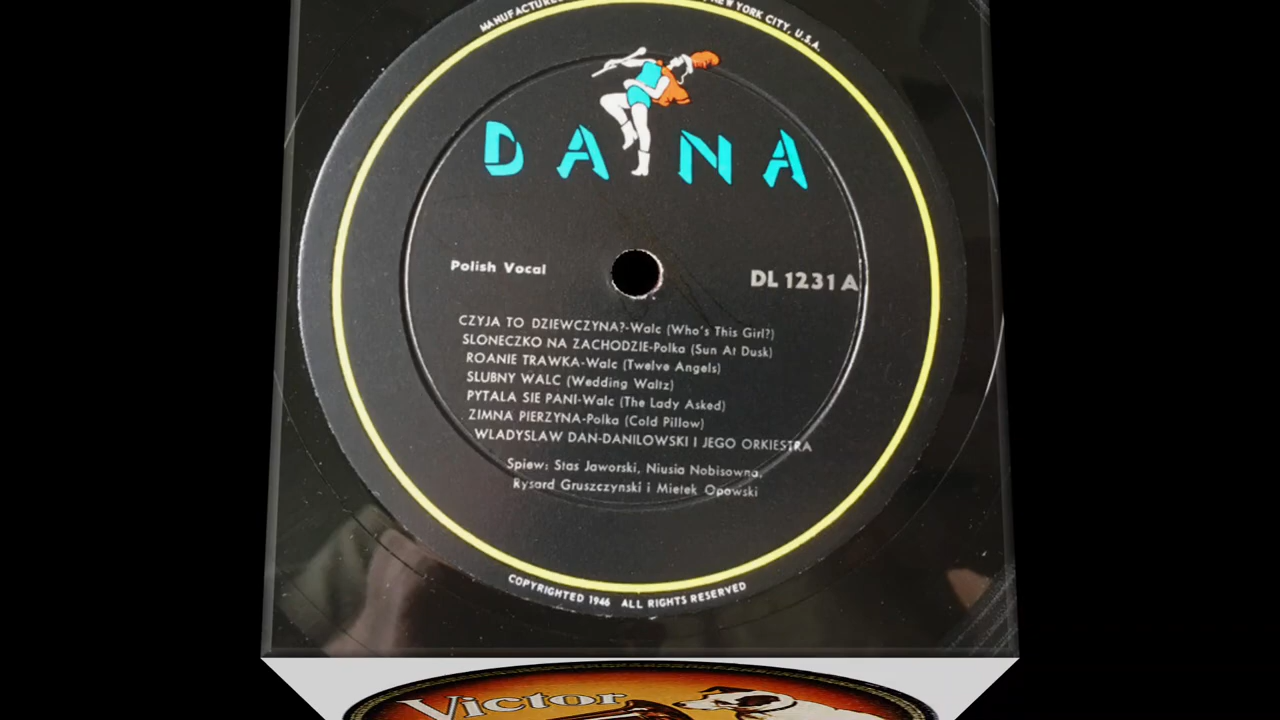 MANUFACTURE
NEW YORK CITY, U.S.A.
DANA
Polish Vocal
DL 1231 A
CZYJA TO DZIEWCZYNA?-Walc (Who's This Girl?)
SLONECZKO NA ZACHODZIE-Polka (Sun At Dusk)
ROANIE TRAWKA-Walc (Twelve Angels)
SLUBNY WALC (Wedding Waltz)
PYTALA SIE PANI-Walc (The Lady Asked)
ZIMNA PIERZYNA-Polka (Cold Pillow)
WLADYSLAW DAN-DANILOWSKI I JEGO ORKIESTRA
Spiew: Stas Jaworski, Niusia Nobisowna,
Rysard Gruszczynski i Mietek Opowski
COPYRIGHTED 1946 ALL RIGHTS RESERVED
Victor